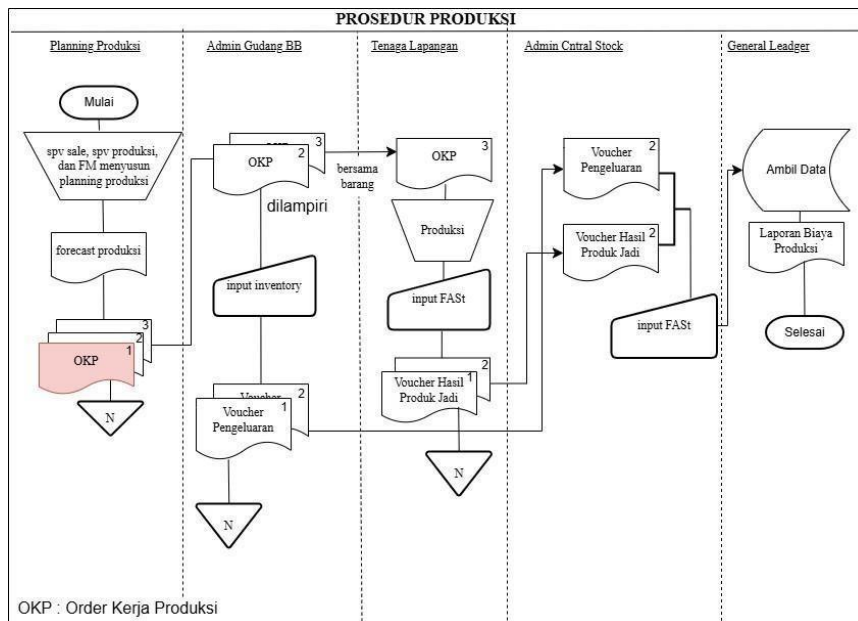 PROSEDUR PRODUKSI
Planning Produksi
Admin Gudang BB
Tenaga Lapangan
Admin Cntral Stock
General Leadger
Mulai
spv sale, spv produksi,
dan FM menyusun
planning produksi
forecast produksi
3
2
OKP 1
N
3
OKP 2
dilampiri
input inventory
2
Voucher
Voucher 1
Pengeluaran
N
bersama
barang
OKP 3
Produksi
input FASt
2
Voucher Hasil 1
Produk Jadi
N
Voucher 2
Pengeluaran
Voucher Hasil 2
Produk Jadi
input FASt
Ambil Data
Laporan Biaya
Produksi
Selesai
OKP : Order Kerja Produksi